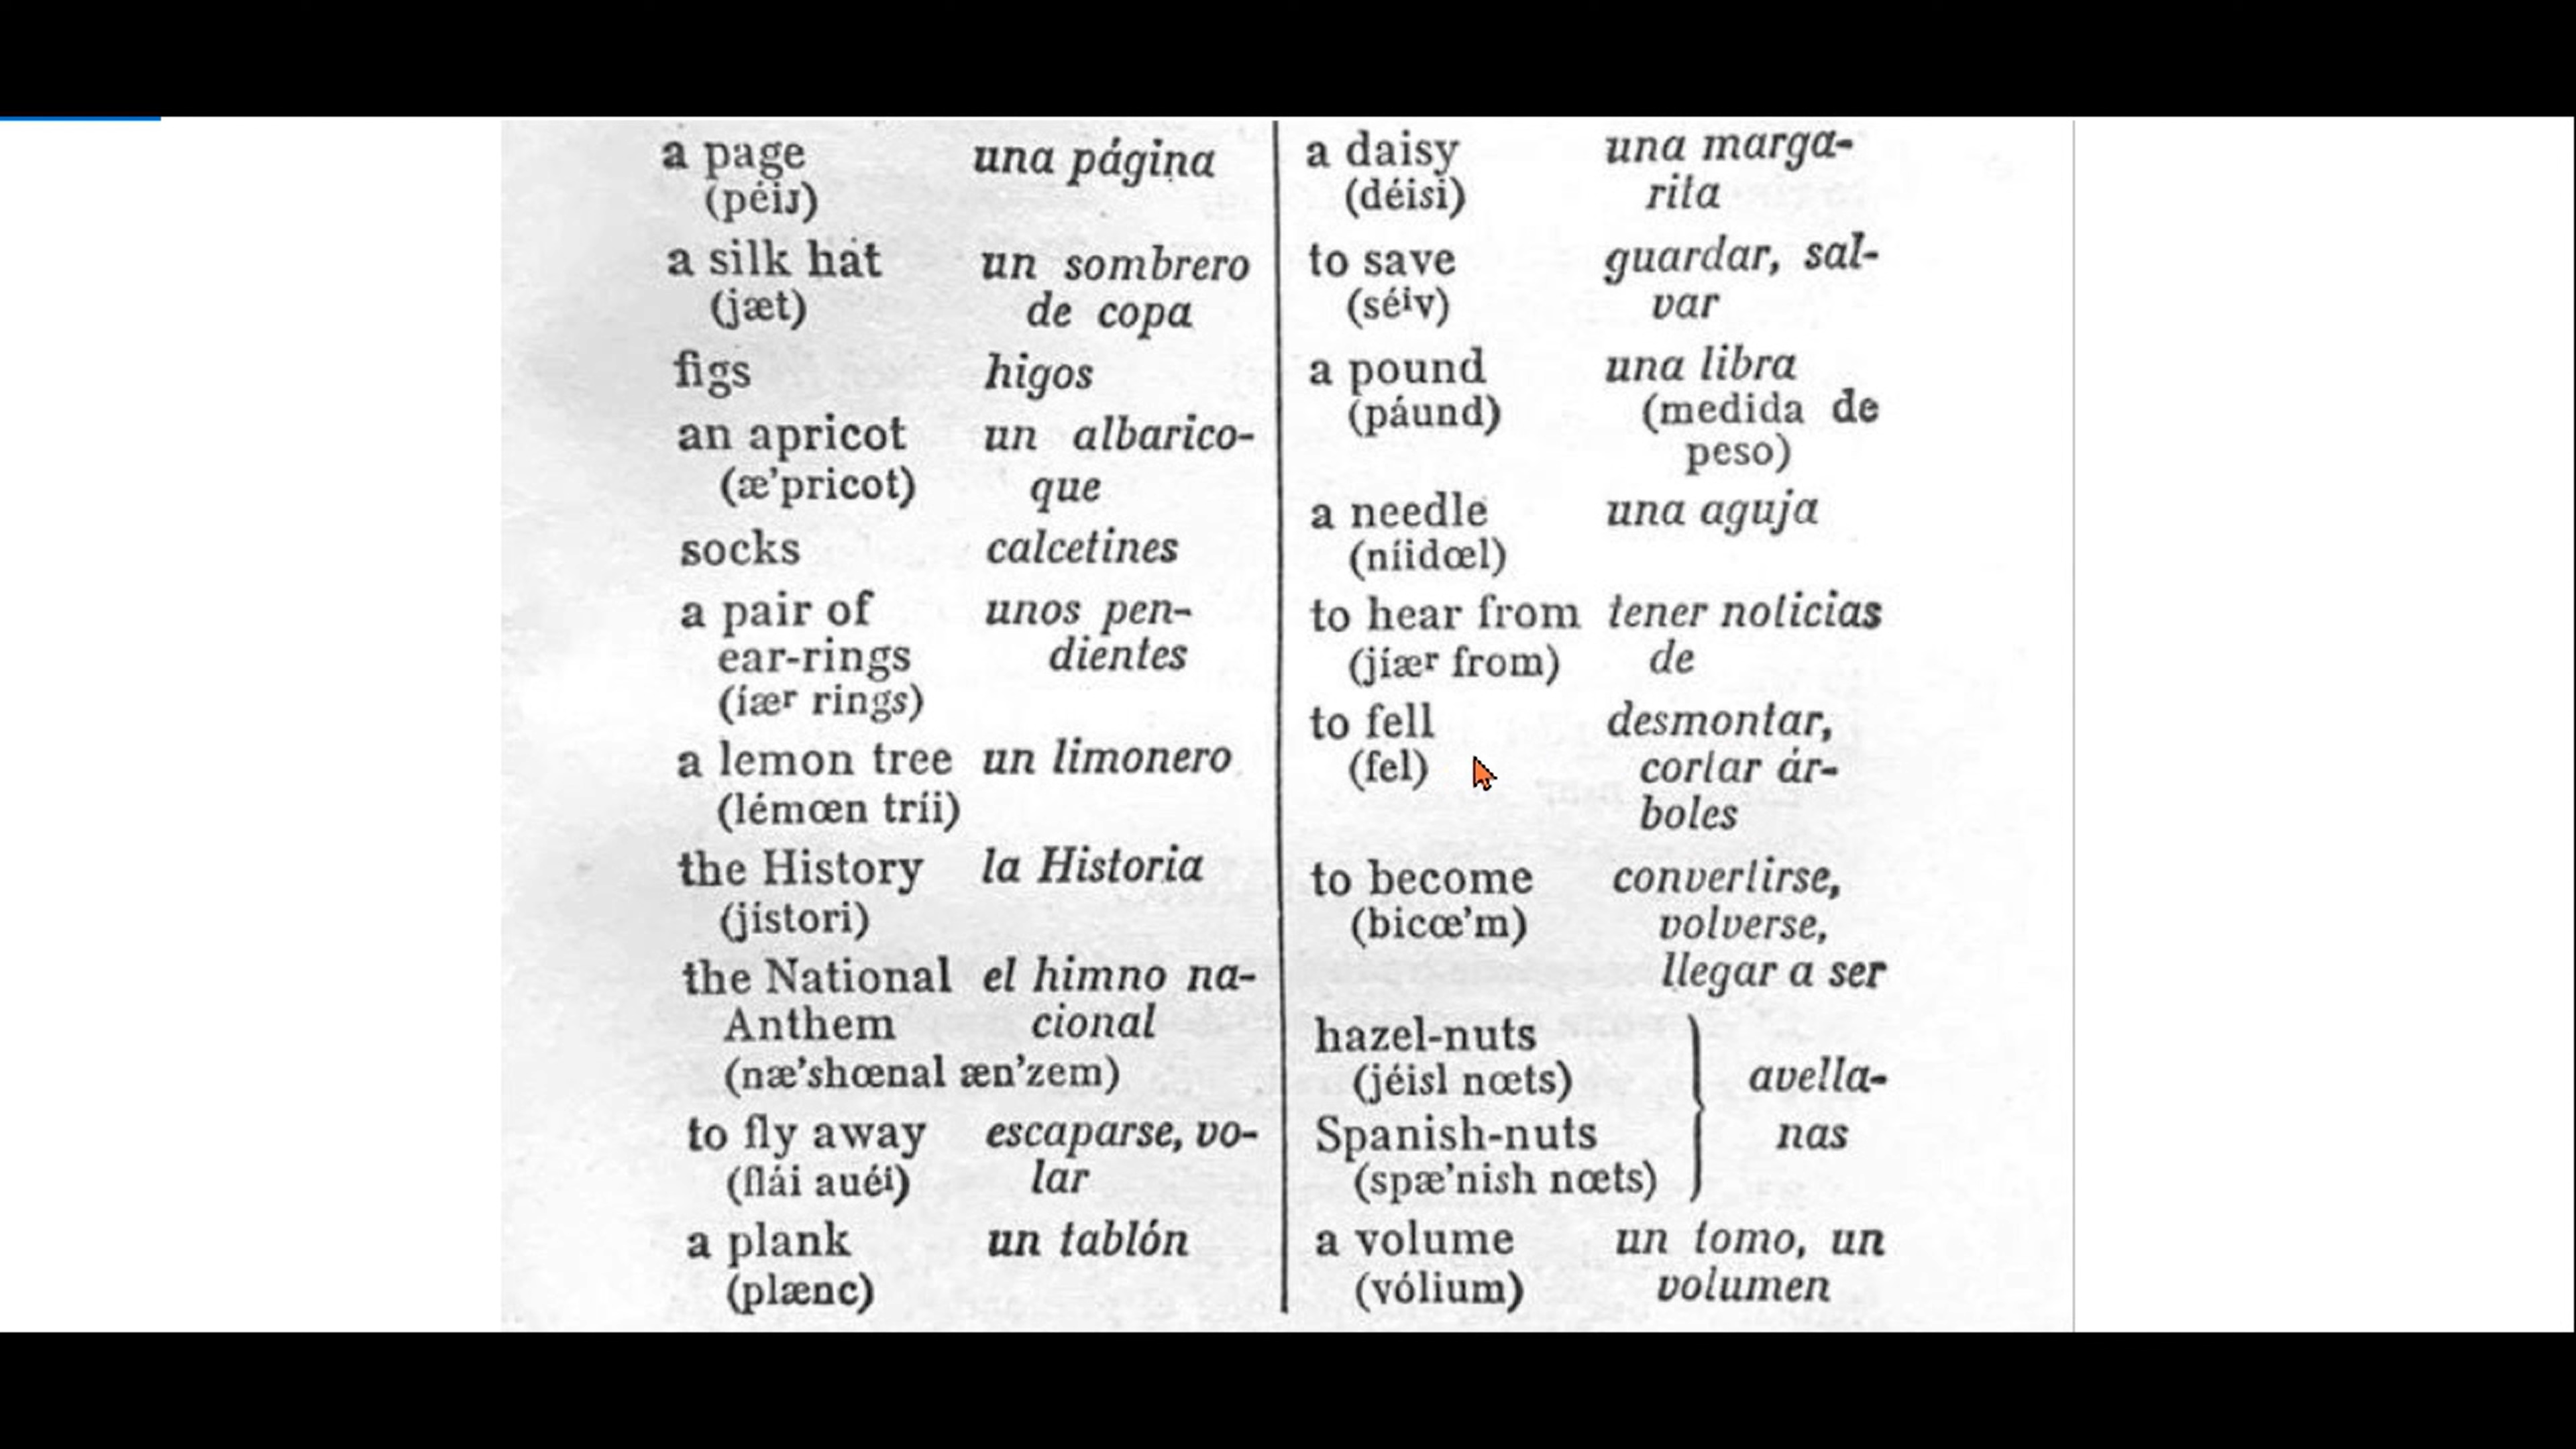 a page una página
(péiɪ)
a silk hat un sombrero
(jæt) de copa
figs higos
an apricot un albarico-
(æ’pricot) que
socks calcetines
a pair of unos pen-
ear-rings dientes
(íæʳ rings)
a lemon tree un limonero
(lémœn tríi)
the History la Historia
(jístori)
the National el himno na-
Anthem cional
(næ’shœnal æn’zem)
to fly away escaparse, vo-
(flái auéi) lar
a plank un tablón
(plænc)
a daisy una marga-
(déisi) rita
to save guardar, sal-
(séⁱv) var
a pound una libra
(páund) (medida de
peso)
a needle una aguja
(níidœl)
to hear from tener noticias
(jíæʳ from) de
to fell desmontar,
(fel) cortar ár-
boles
to become convertirse,
(bicœ’m) volverse,
llegar a ser
hazel-nuts
(jéisl nœts) avella-
Spanish-nuts nas
(spæ’nish nœts)
a volume un tomo, un
(vólium) volumen